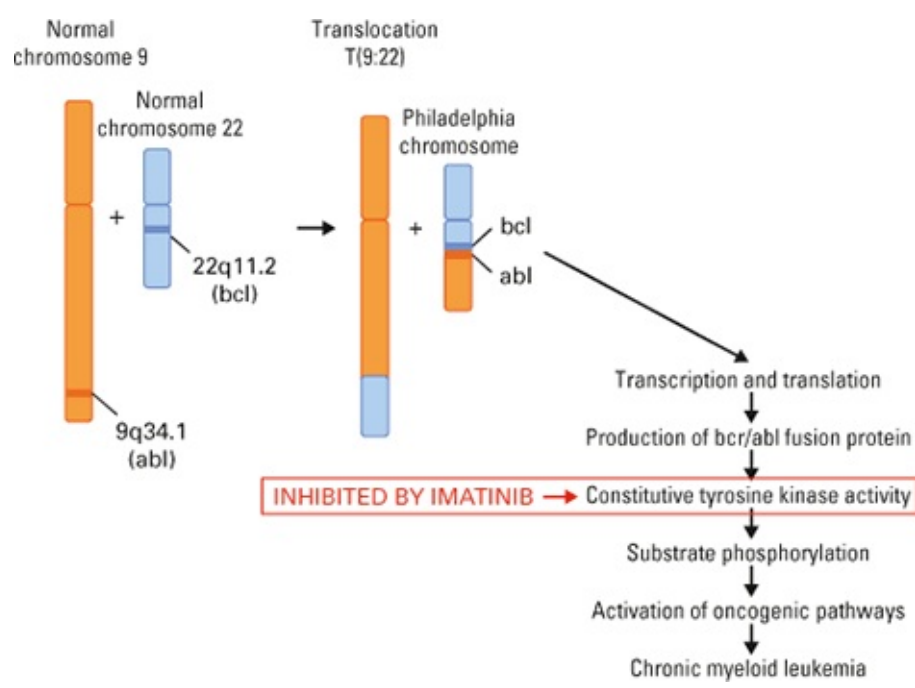 Normal
chromosome 9
Normal
chromosome 22
+
22q11.2
(bcl)
9q34.1
(abl)
Translocation
T(9:22)
Philadelphia
chromosome
+
bcl
abl
Transcription and translation
Production of bcr/abl fusion protein
INHIBITED BY IMATINIB
Constitutive tyrosine kinase activity
Substrate phosphorylation
Activation of oncogenic pathways
Chronic myeloid leukemia